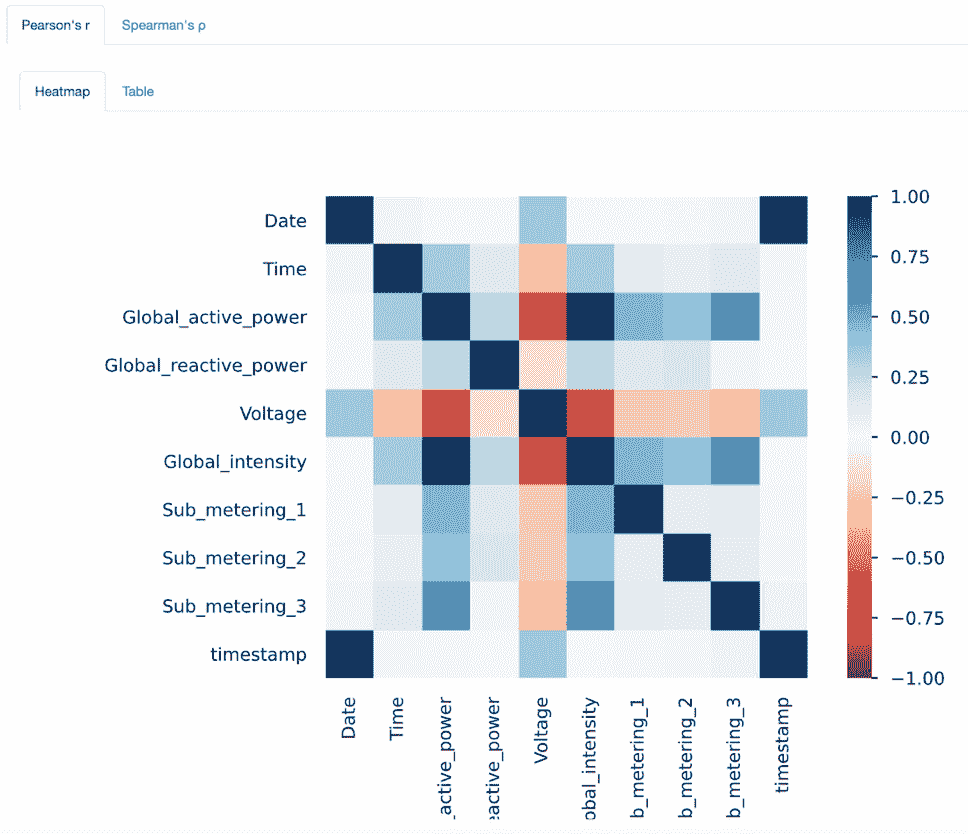 Pearson's r Spearman's ρ
Heatmap Table
Date
Time
Global_active_power
Global_reactive_power
Voltage
Global_intensity
Sub_metering_1
Sub_metering_2
Sub_metering_3
timestamp
1.00
0.75
0.50
0.25
0.00
−0.25
−0.50
−0.75
−1.00
Date
Time
_active_power
eactive_power
Voltage
obal_intensity
b_metering_1
b_metering_2
b_metering_3
timestamp